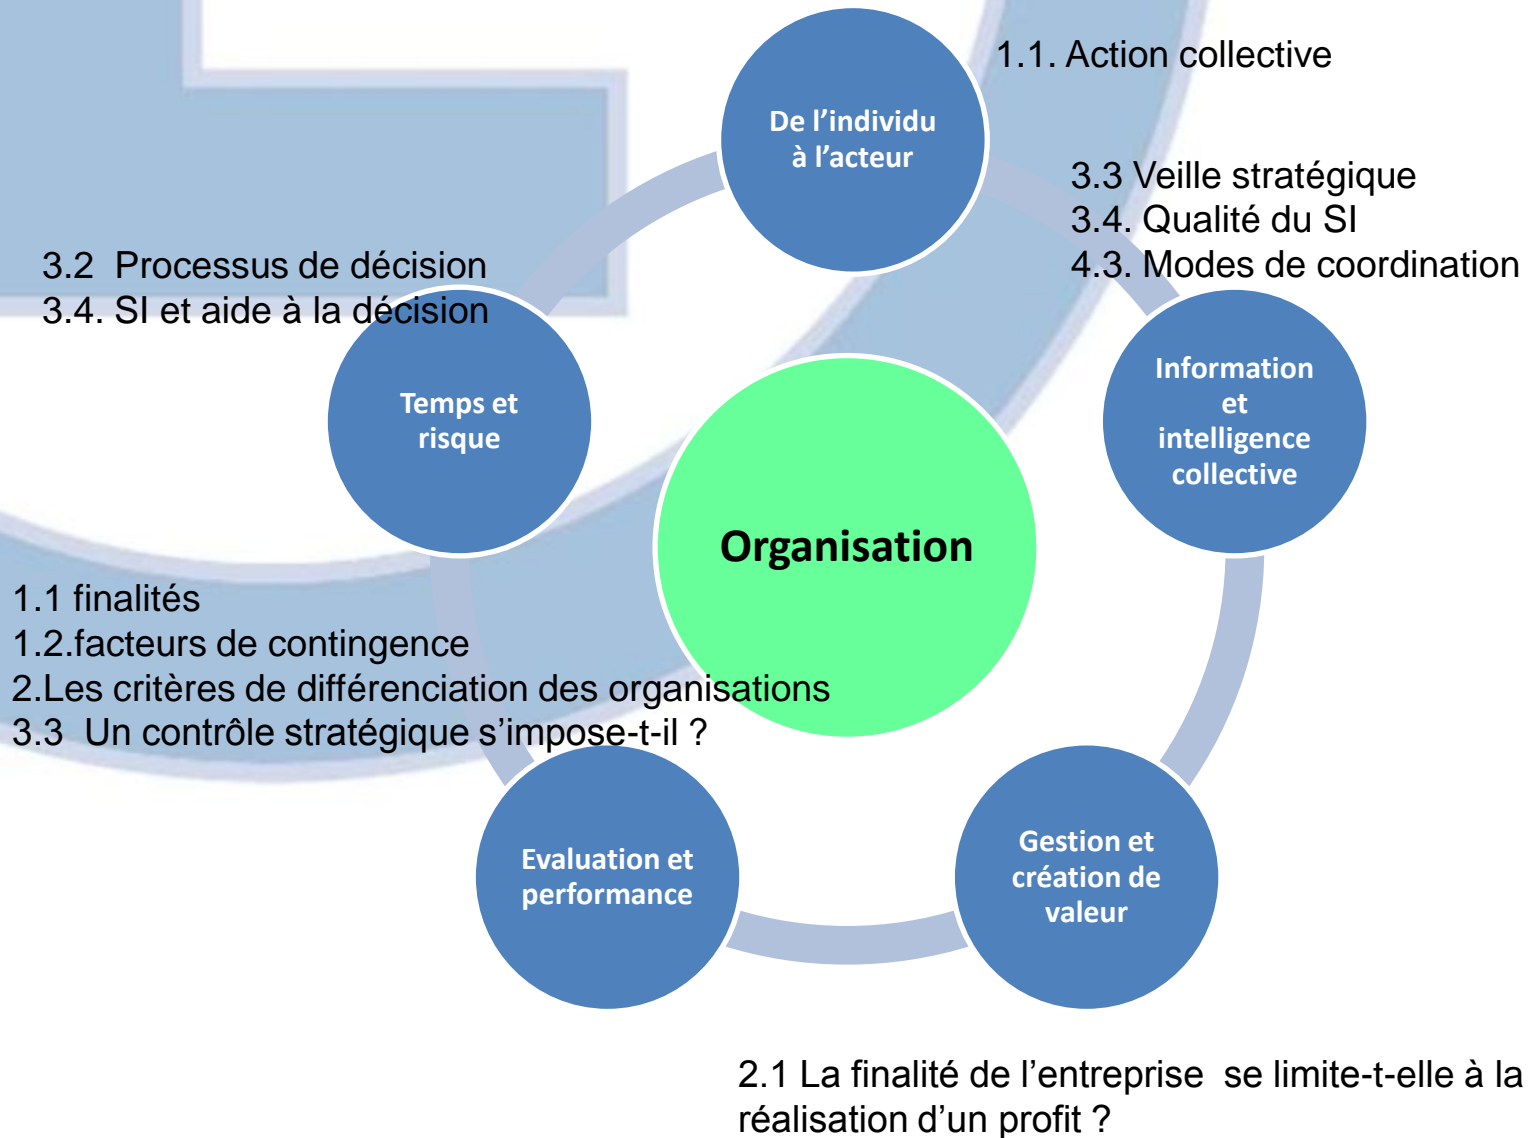 1.1. Action collective
De l’individu
à l’acteur
3.3 Veille stratégique
3.4. Qualité du SI
4.3. Modes de coordination
3.2  Processus de décision
3.4. SI et aide à la décision
Temps et
risque
Information
et
intelligence
collective
Organisation
1.1 finalités
1.2.facteurs de contingence
2.Les critères de différenciation des organisations
3.3  Un contrôle stratégique s’impose-t-il ?
Evaluation et
performance
Gestion et
création de
valeur
2.1 La finalité de l’entreprise  se limite-t-elle à la
réalisation d’un profit ?